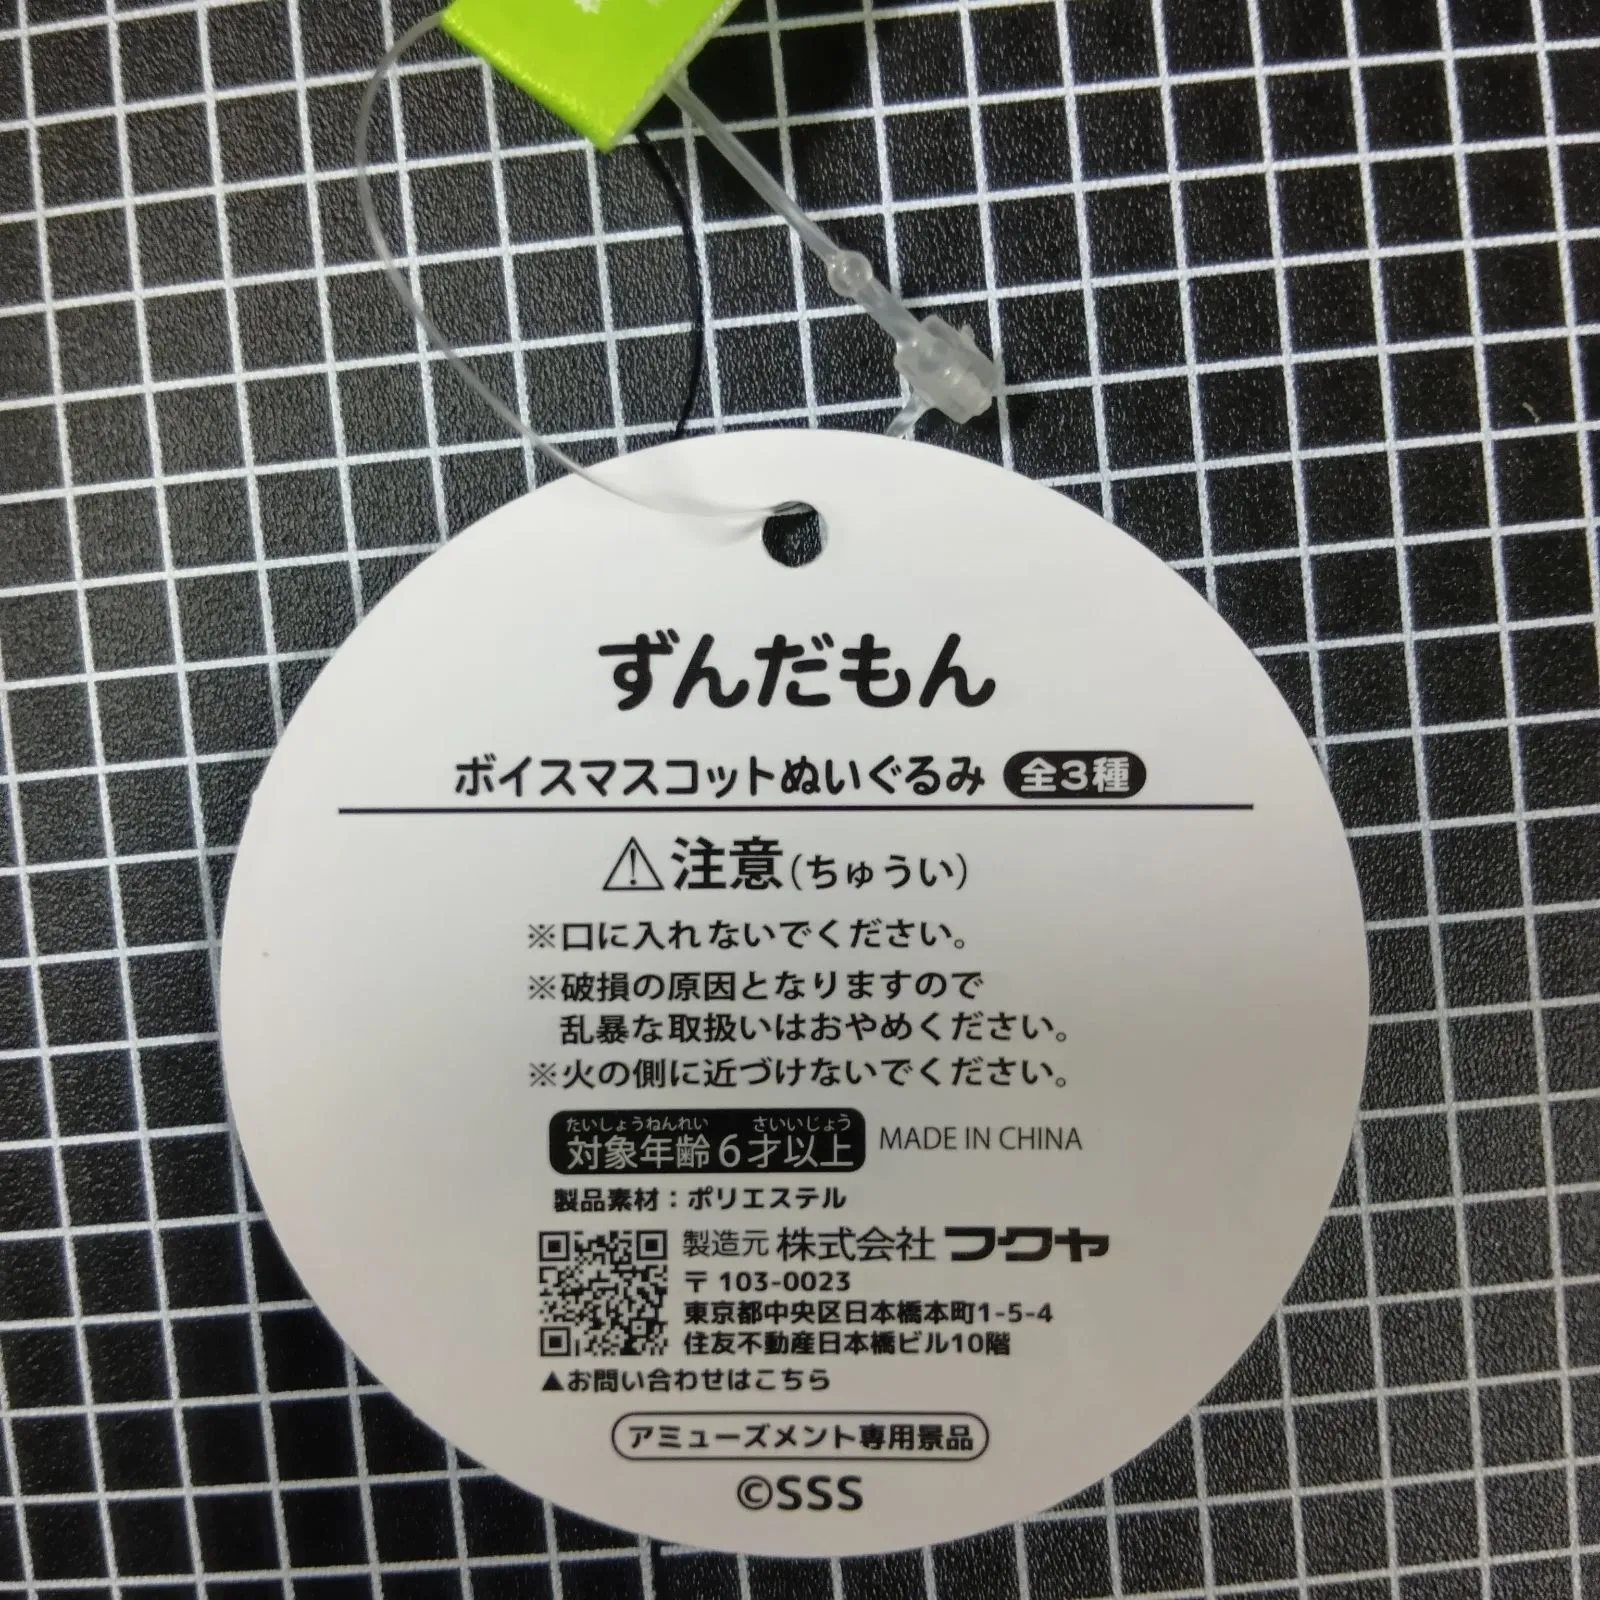 ずんだもん
ボイスマスコットぬいぐるみ 全3種
⚠注意(ちゅうい)
※口に入れないでください。
※破損の原因となりますので
乱暴な取扱いはおやめください。
※火の側に近づけないでください。
たいしょうねんれい さいいじょう
対象年齢6才以上 MADE IN CHINA
製品素材：ポリエステル
製造元 株式会社フクヤ
〒103-0023
東京都中央区日本橋本町1-5-4
住友不動産日本橋ビル10階
▲お問い合わせはこちら
アミューズメント専用景品
©SSS